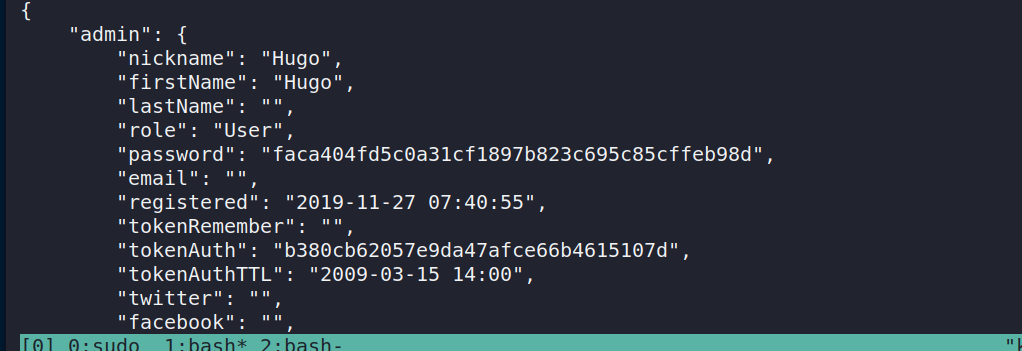 {
"admin": {
"nickname": "Hugo",
"firstName": "Hugo",
"lastName": "",
"role": "User",
"password": "faca404fd5c0a31cf1897b823c695c85cffeb98d",
"email": "",
"registered": "2019-11-27 07:40:55",
"tokenRemember": "",
"tokenAuth": "b380cb62057e9da47afce66b4615107d",
"tokenAuthTTL": "2009-03-15 14:00",
"twitter": "",
"facebook": "",
[0] 0:sudo 1:bash* 2:bash-